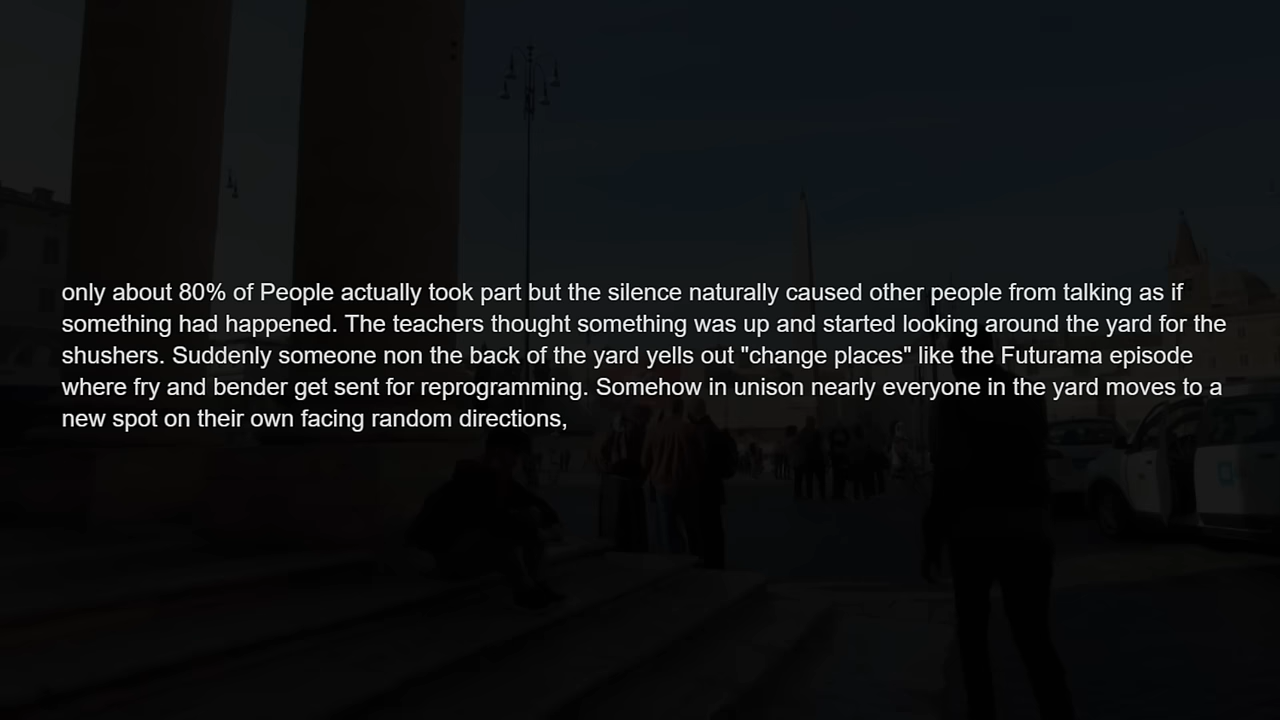 only about 80% of People actually took part but the silence naturally caused other people from talking as if
something had happened. The teachers thought something was up and started looking around the yard for the
shushers. Suddenly someone non the back of the yard yells out "change places" like the Futurama episode
where fry and bender get sent for reprogramming. Somehow in unison nearly everyone in the yard moves to a
new spot on their own facing random directions,